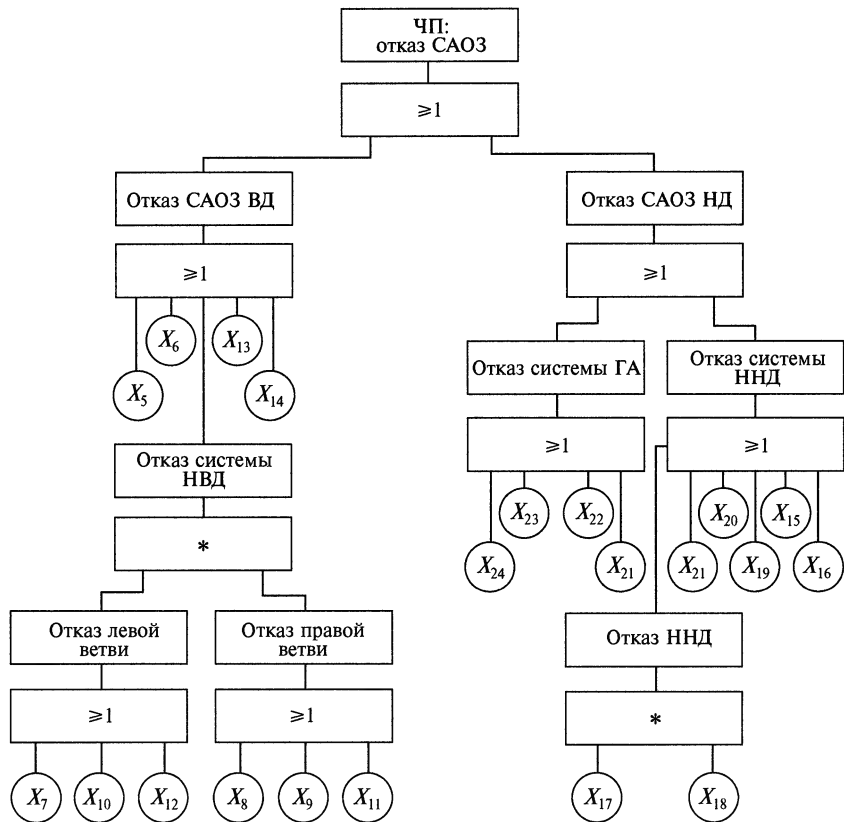 ЧП:
отказ САОЗ
⩾1
Отказ САОЗ ВД
Отказ САОЗ НД
⩾1
⩾1
X₆
X₁₃
X₅
X₁₄
Отказ системы ГА
Отказ системы
ННД
⩾1
⩾1
Отказ системы
НВД
*
X₂₃
X₂₂
X₂₀
X₁₅
X₂₄
X₂₁
X₂₁
X₁₉
X₁₆
Отказ левой
ветви
Отказ правой
ветви
Отказ ННД
⩾1
⩾1
*
X₇
X₁₀
X₁₂
X₈
X₉
X₁₁
X₁₇
X₁₈